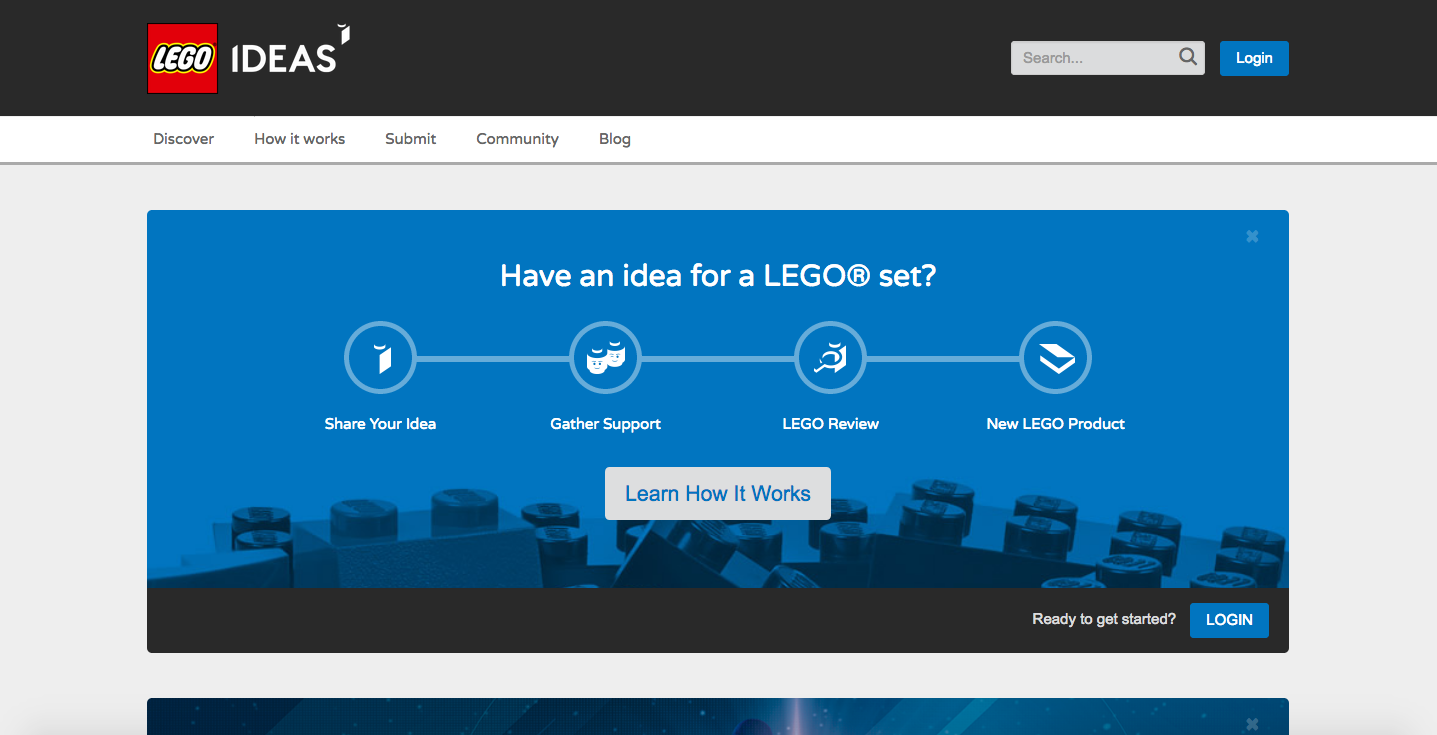 LEGO IDEAS
Search...
Login
Discover
How it works
Submit
Community
Blog
Have an idea for a LEGO® set?
Share Your Idea
Gather Support
LEGO Review
New LEGO Product
Learn How It Works
Ready to get started?
LOGIN